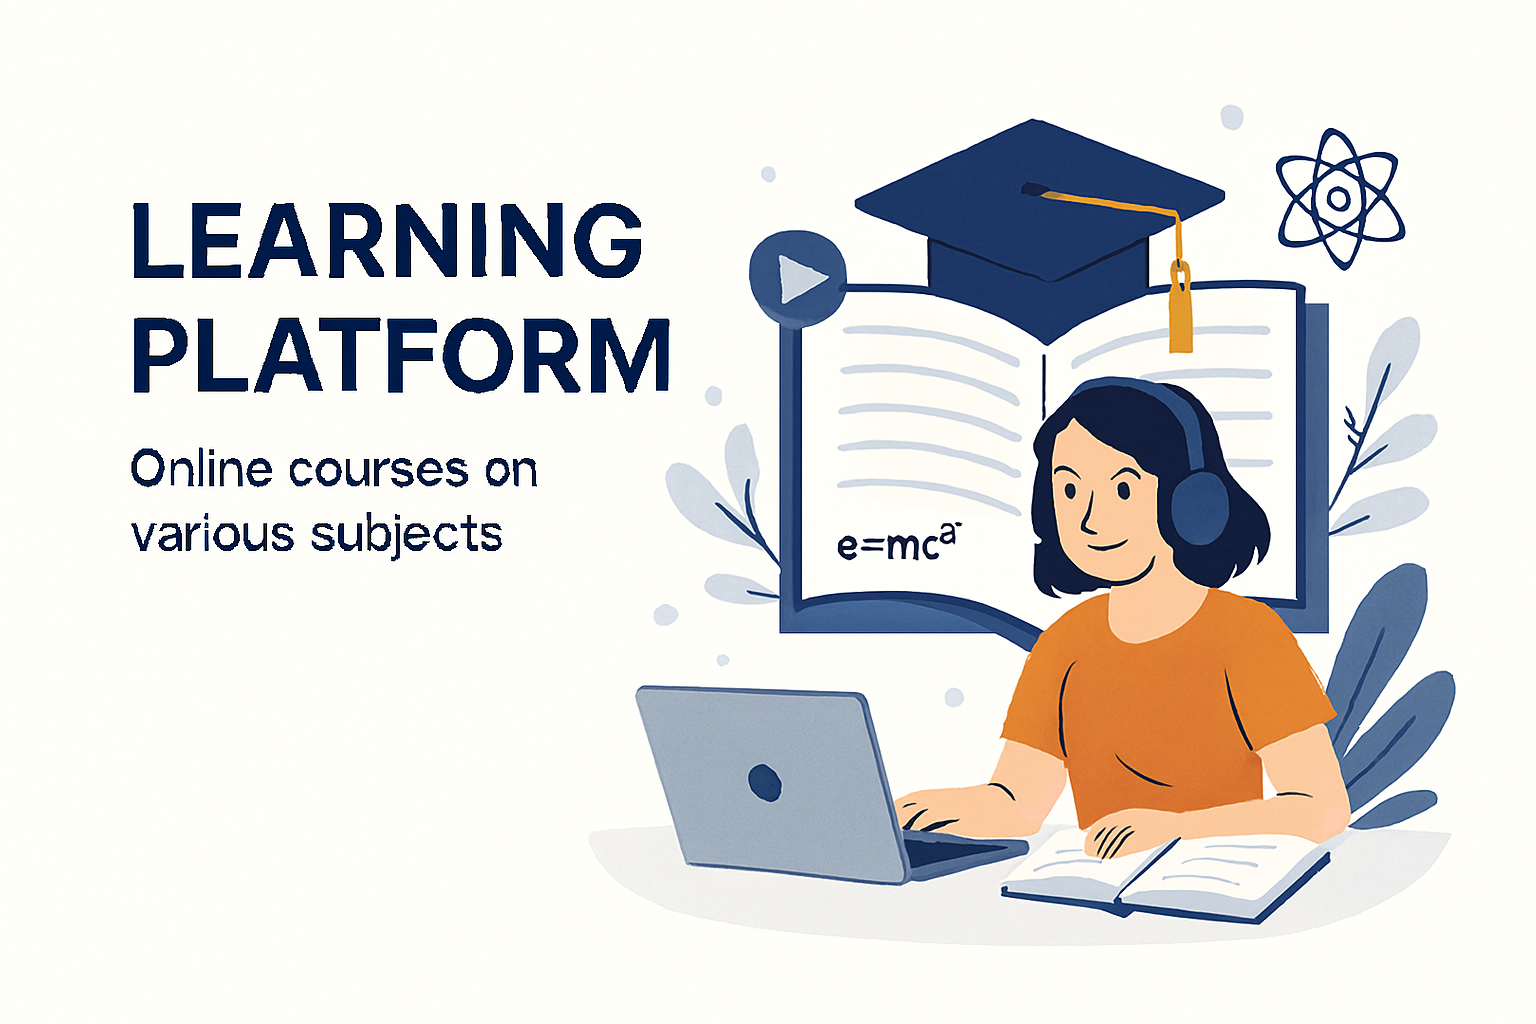 LEARNING
PLATFORM
Online courses on
various subjects
e=mcᵃ